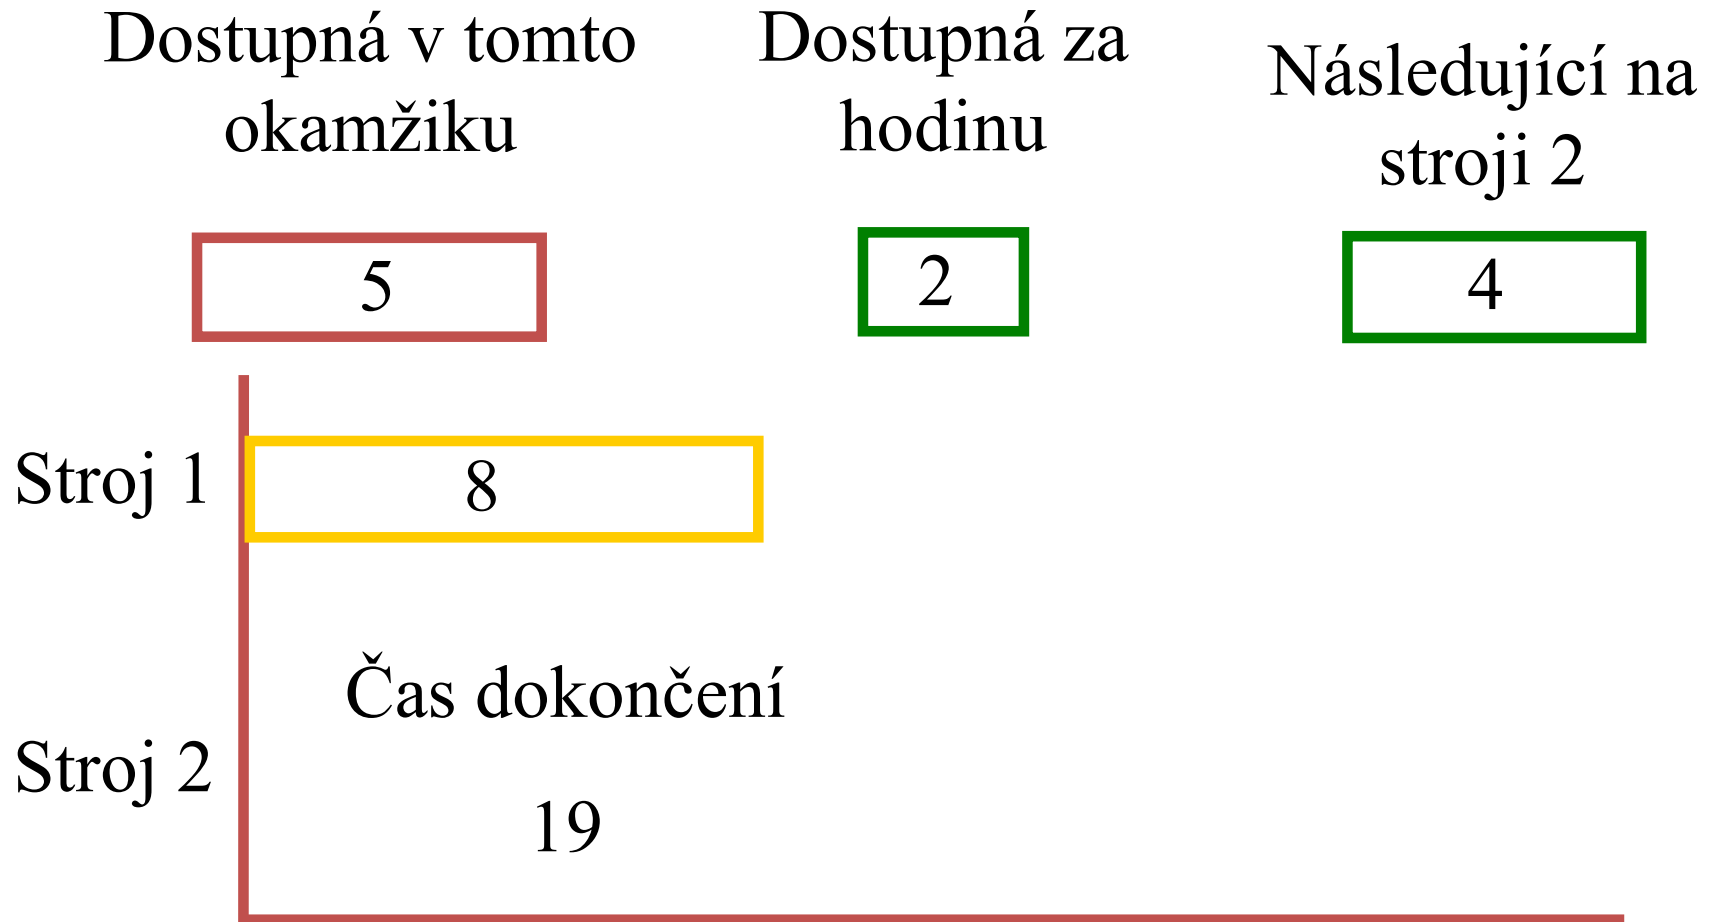 Dostupná v tomto
okamžiku
Dostupná za
hodinu
Následující na
stroji 2
5
2
4
Stroj 1
8
Čas dokončení
Stroj 2
19